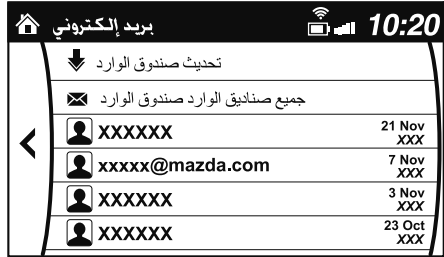 بريد إلكتروني 10:20
تحديث صندوق الوارد
جميع صناديق الوارد صندوق الوارد
XXXXXX 21 Nov
XXX
xxxxx@mazda.com 7 Nov
XXX
XXXXXX 3 Nov
XXX
XXXXXX 23 Oct
XXX